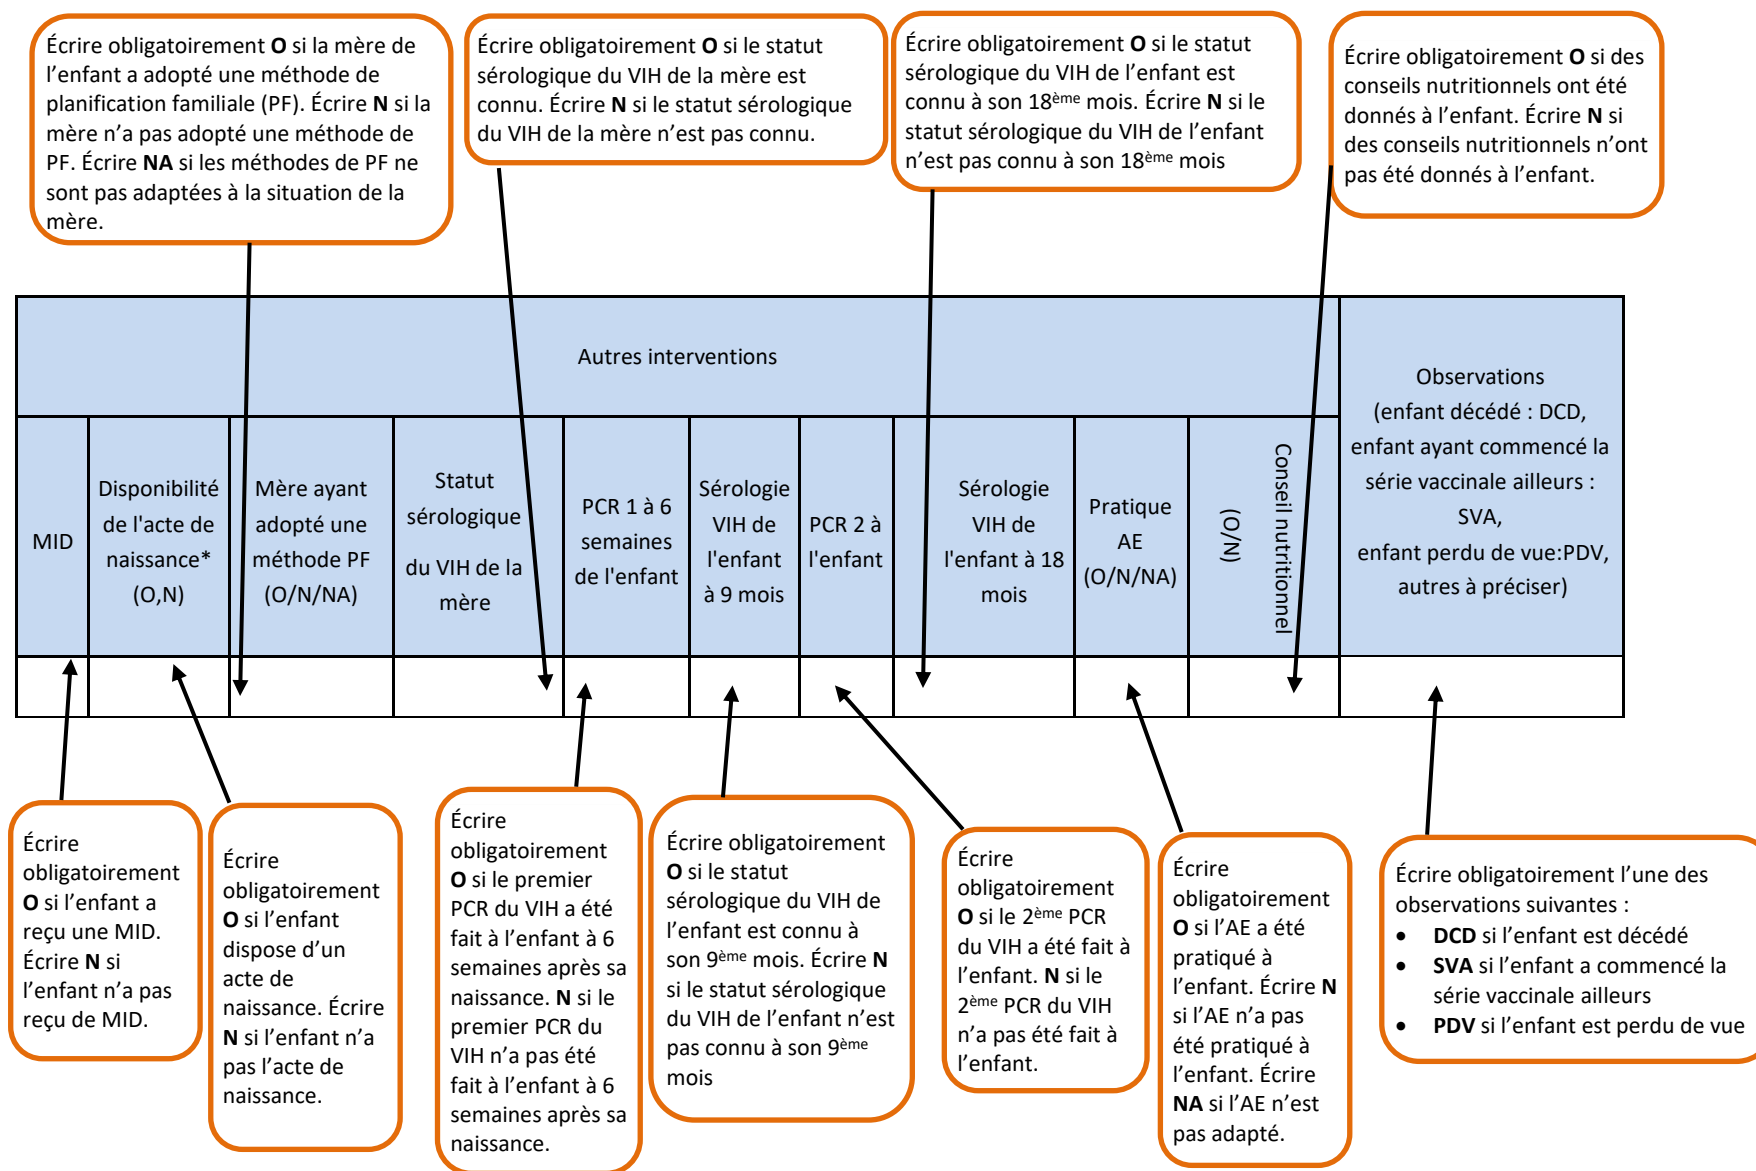 Écrire obligatoirement O si la mère de
l'enfant a adopté une méthode de
planification familiale (PF). Écrire N si la
mère n'a pas adopté une méthode de
PF. Écrire NA si les méthodes de PF ne
sont pas adaptées à la situation de la
mère.
Écrire obligatoirement O si le statut
sérologique du VIH de la mère est
connu. Écrire N si le statut sérologique
du VIH de la mère n'est pas connu.
Écrire obligatoirement O si le statut
sérologique du VIH de l'enfant est
connu à son 18ème mois. Écrire N si le
statut sérologique du VIH de l'enfant
n'est pas connu à son 18ème mois
Écrire obligatoirement O si des
conseils nutritionnels ont été
donnés à l'enfant. Écrire N si
des conseils nutritionnels n'ont
pas été donnés à l'enfant.
Autres interventions
Observations
(enfant décédé : DCD,
enfant ayant commencé la
série vaccinale ailleurs :
SVA,
enfant perdu de vue:PDV,
autres à préciser)
MID
Disponibilité
de l'acte de
naissance*
(O,N)
Mère ayant
adopté une
méthode PF
(O/N/NA)
Statut
sérologique
du VIH de la
mère
PCR 1 à 6
semaines
de l'enfant
Sérologie
VIH de
l'enfant
à 9 mois
PCR 2 à
l'enfant
Sérologie
VIH de
l'enfant à 18
mois
Pratique
AE
(O/N/NA)
Conseil nutritionnel
(O/N)
Écrire
obligatoirement
O si l'enfant a
reçu une MID.
Écrire N si
l'enfant n'a pas
reçu de MID.
Écrire
obligatoirement
O si l'enfant
dispose d'un
acte de
naissance. Écrire
N si l'enfant n'a
pas l'acte de
naissance.
Écrire
obligatoirement
O si le premier
PCR du VIH a été
fait à l'enfant à 6
semaines après sa
naissance. N si le
premier PCR du
VIH n'a pas été
fait à l'enfant à 6
semaines après sa
naissance.
Écrire obligatoirement
O si le statut
sérologique du VIH de
l'enfant est connu à
son 9ème mois. Écrire N
si le statut sérologique
du VIH de l'enfant n'est
pas connu à son 9ème
mois
Écrire
obligatoirement
O si le 2ème PCR
du VIH a été fait à
l'enfant. N si le
2ème PCR du VIH
n'a pas été fait à
l'enfant.
Écrire
obligatoirement
O si l'AE a été
pratiqué à
l'enfant. Écrire N
si l'AE n'a pas
été pratiqué à
l'enfant. Écrire
NA si l'AE n'est
pas adapté.
Écrire obligatoirement l'une des
observations suivantes :
• DCD si l'enfant est décédé
• SVA si l'enfant a commencé la
série vaccinale ailleurs
• PDV si l'enfant est perdu de vue